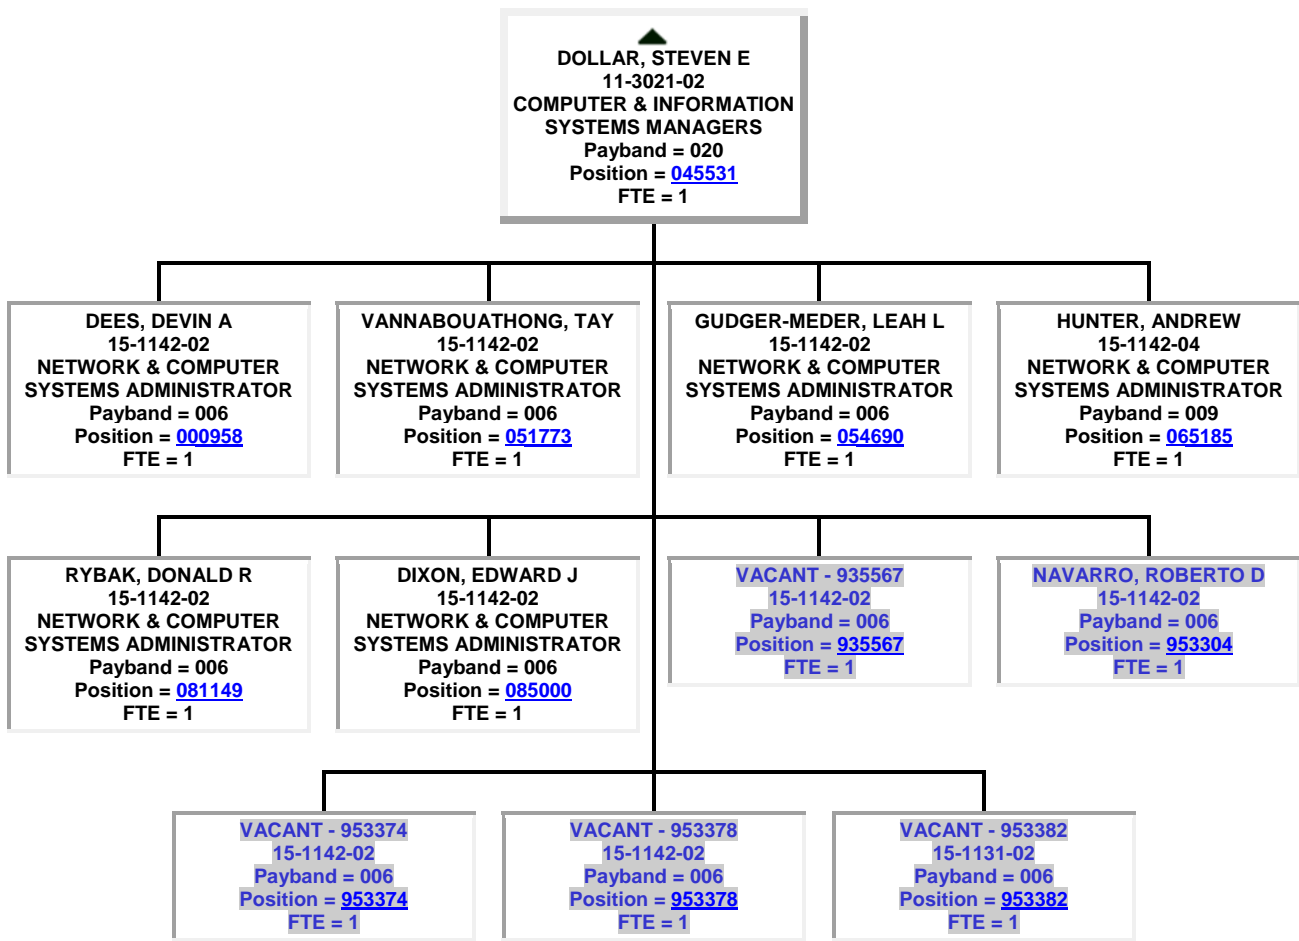 DOLLAR, STEVEN E
11-3021-02
COMPUTER & INFORMATION
SYSTEMS MANAGERS
Payband = 020
Position = 045531
FTE = 1
DEES, DEVIN A
15-1142-02
NETWORK & COMPUTER
SYSTEMS ADMINISTRATOR
Payband = 006
Position = 000958
FTE = 1
VANNABOUATHONG, TAY
15-1142-02
NETWORK & COMPUTER
SYSTEMS ADMINISTRATOR
Payband = 006
Position = 051773
FTE = 1
GUDGER-MEDER, LEAH L
15-1142-02
NETWORK & COMPUTER
SYSTEMS ADMINISTRATOR
Payband = 006
Position = 054690
FTE = 1
HUNTER, ANDREW
15-1142-04
NETWORK & COMPUTER
SYSTEMS ADMINISTRATOR
Payband = 009
Position = 065185
FTE = 1
RYBAK, DONALD R
15-1142-02
NETWORK & COMPUTER
SYSTEMS ADMINISTRATOR
Payband = 006
Position = 081149
FTE = 1
DIXON, EDWARD J
15-1142-02
NETWORK & COMPUTER
SYSTEMS ADMINISTRATOR
Payband = 006
Position = 085000
FTE = 1
VACANT - 935567
15-1142-02
Payband = 006
Position = 935567
FTE = 1
NAVARRO, ROBERTO D
15-1142-02
Payband = 006
Position = 953304
FTE = 1
VACANT - 953374
15-1142-02
Payband = 006
Position = 953374
FTE = 1
VACANT - 953378
15-1142-02
Payband = 006
Position = 953378
FTE = 1
VACANT - 953382
15-1131-02
Payband = 006
Position = 953382
FTE = 1